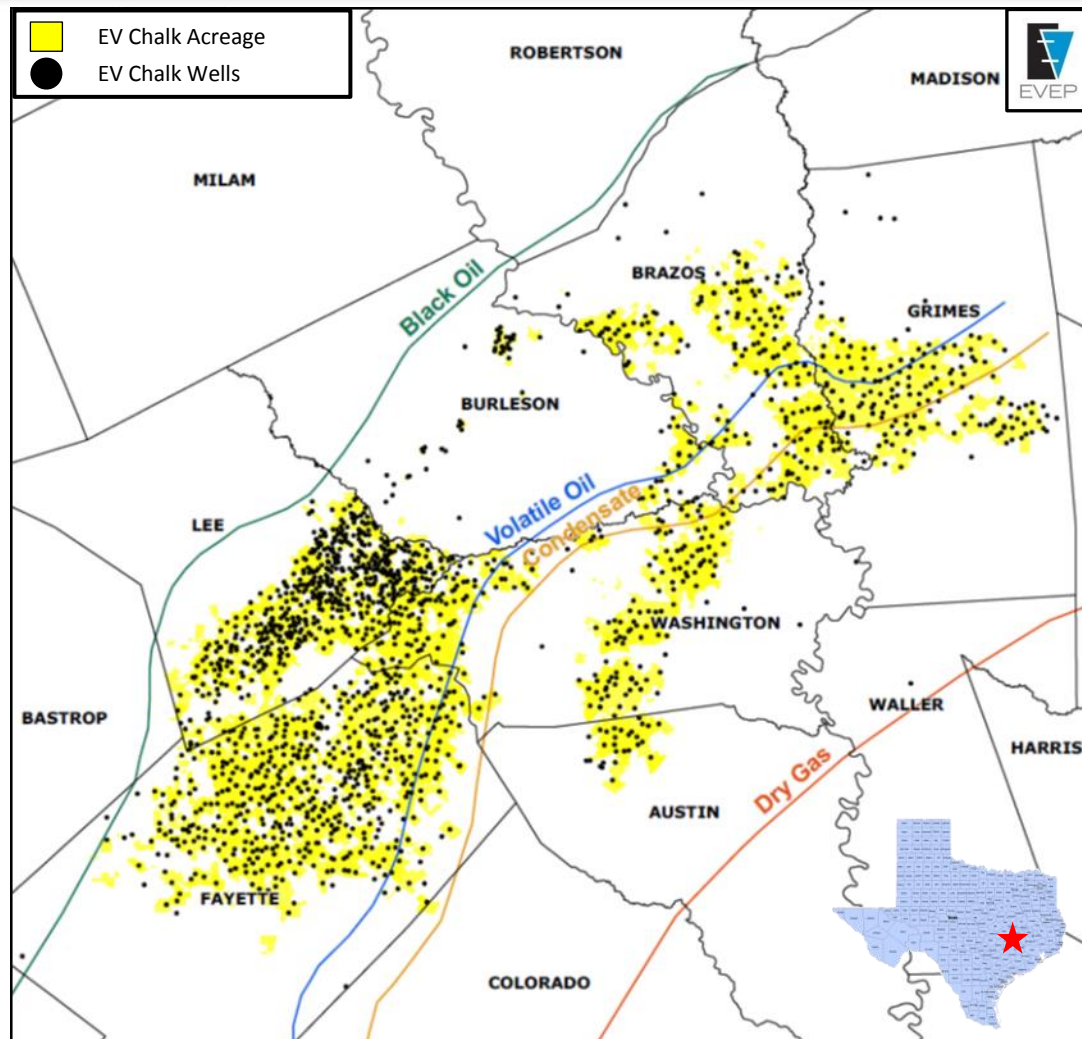 EV Chalk Acreage
EV Chalk Wells
EVEP
ROBERTSON
MADISON
MILAM
BRAZOS
Black Oil
GRIMES
BURLESON
Volatile Oil
Condensate
LEE
WASHINGTON
BASTROP
WALLER
HARRIS
Dry Gas
AUSTIN
FAYETTE
COLORADO